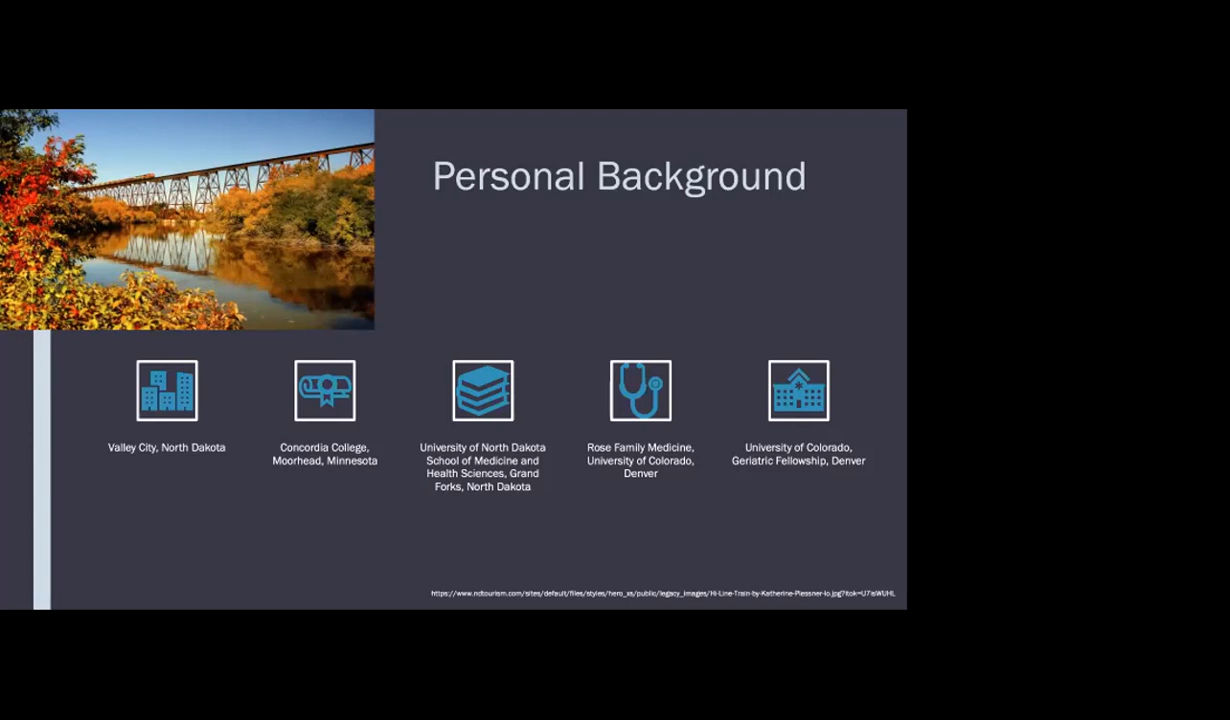 Personal Background
Valley City, North Dakota
Concordia College,
Moorhead, Minnesota
University of North Dakota
School of Medicine and
Health Sciences, Grand
Forks, North Dakota
Rose Family Medicine,
University of Colorado,
Denver
University of Colorado,
Geriatric Fellowship, Denver
https://www.ndtourism.com/sites/default/files/styles/hero_xs/public/legacy_images/Hi-Line-Train-by-Katherine-Plessner-lo.jpg?itok=U7isWUHL